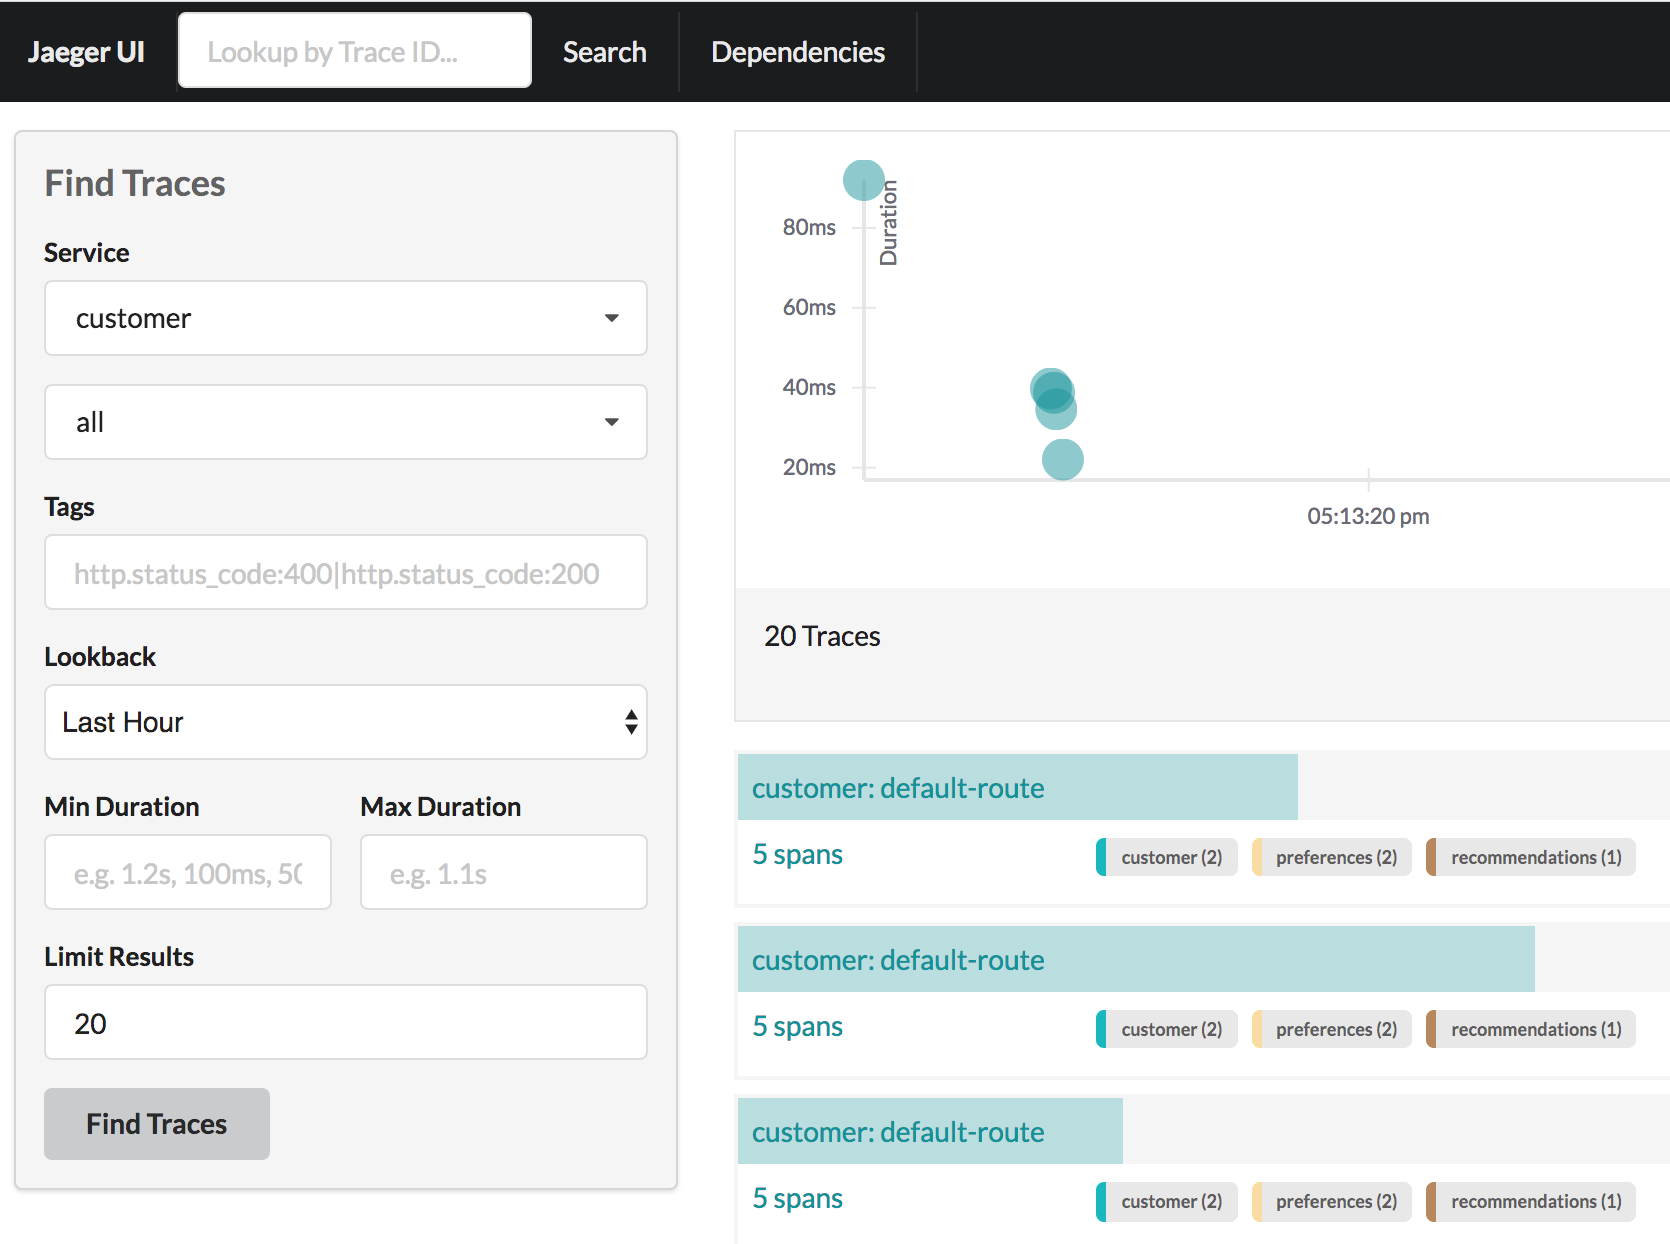 Jaeger UI
Lookup by Trace ID...
Search
Dependencies
Find Traces
Service
customer
all
Tags
http.status_code:400|http.status_code:200
Lookback
Last Hour
Min Duration
Max Duration
e.g. 1.2s, 100ms, 50
e.g. 1.1s
Limit Results
20
Find Traces
Duration
80ms
60ms
40ms
20ms
05:13:20 pm
20 Traces
customer: default-route
5 spans
customer (2)
preferences (2)
recommendations (1)
customer: default-route
5 spans
customer (2)
preferences (2)
recommendations (1)
customer: default-route
5 spans
customer (2)
preferences (2)
recommendations (1)